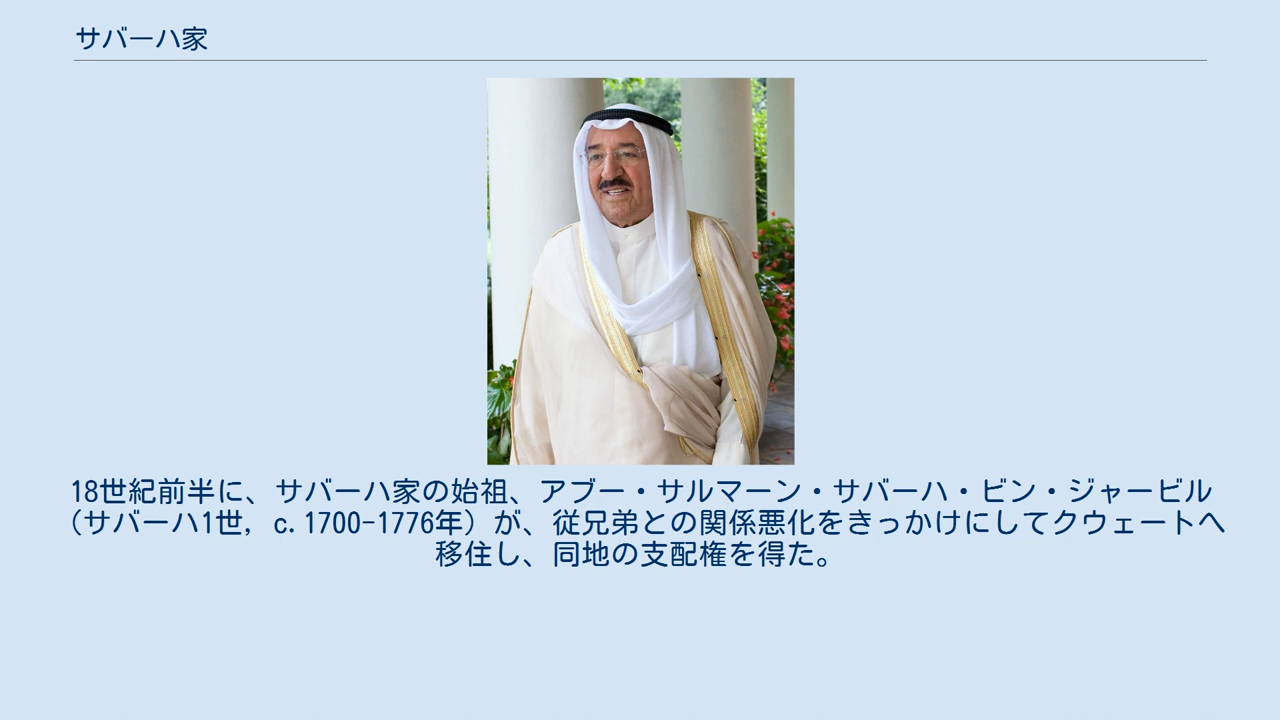 サバーハ家
18世紀前半に、サバーハ家の始祖、アブー・サルマーン・サバーハ・ビン・ジャービル
(サバーハ1世, c.1700-1776年) が、従兄弟との関係悪化をきっかけにしてクウェートへ
移住し、同地の支配権を得た。